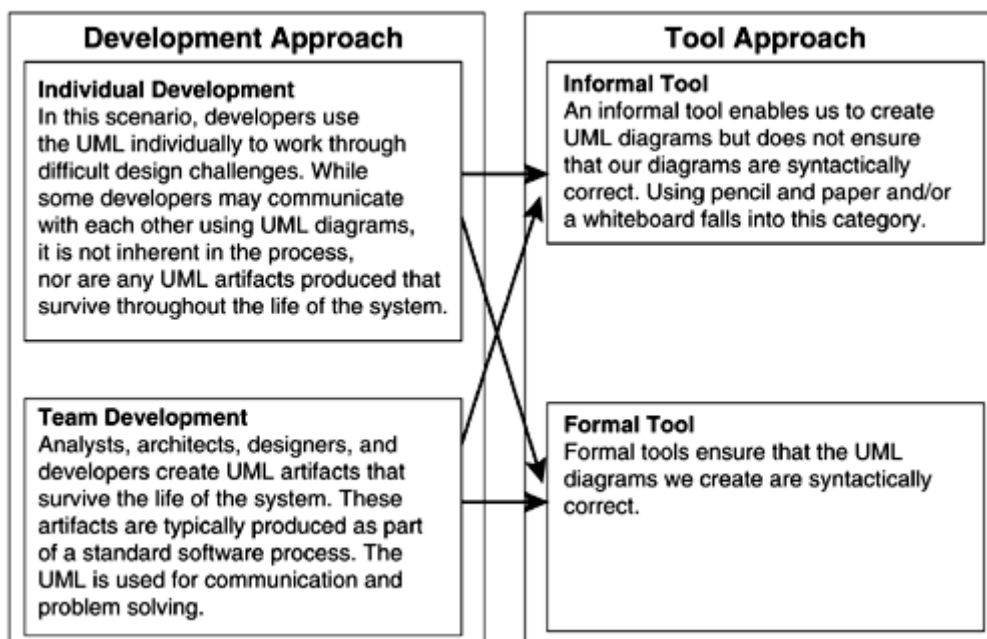 Development Approach
Individual Development
In this scenario, developers use
the UML individually to work through
difficult design challenges. While
some developers may communicate
with each other using UML diagrams,
it is not inherent in the process,
nor are any UML artifacts produced that
survive throughout the life of the system.
Team Development
Analysts, architects, designers, and
developers create UML artifacts that
survive the life of the system. These
artifacts are typically produced as part
of a standard software process. The
UML is used for communication and
problem solving.
Tool Approach
Informal Tool
An informal tool enables us to create
UML diagrams but does not ensure
that our diagrams are syntactically
correct. Using pencil and paper and/or
a whiteboard falls into this category.
Formal Tool
Formal tools ensure that the UML
diagrams we create are syntactically
correct.